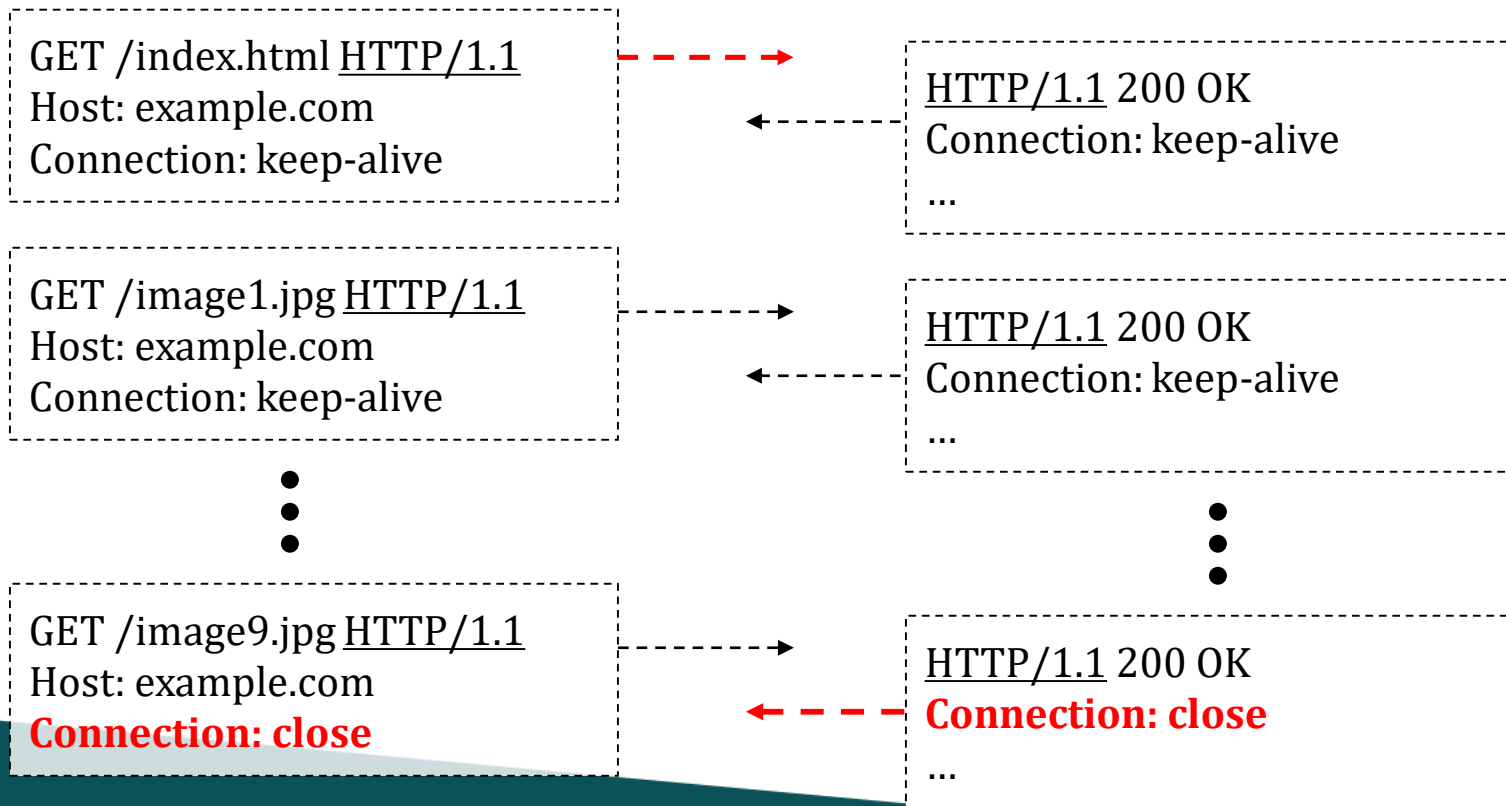 GET /index.html HTTP/1.1
Host: example.com
Connection: keep-alive
HTTP/1.1 200 OK
Connection: keep-alive
...
GET /image1.jpg HTTP/1.1
Host: example.com
Connection: keep-alive
HTTP/1.1 200 OK
Connection: keep-alive
...
GET /image9.jpg HTTP/1.1
Host: example.com
Connection: close
HTTP/1.1 200 OK
Connection: close
...